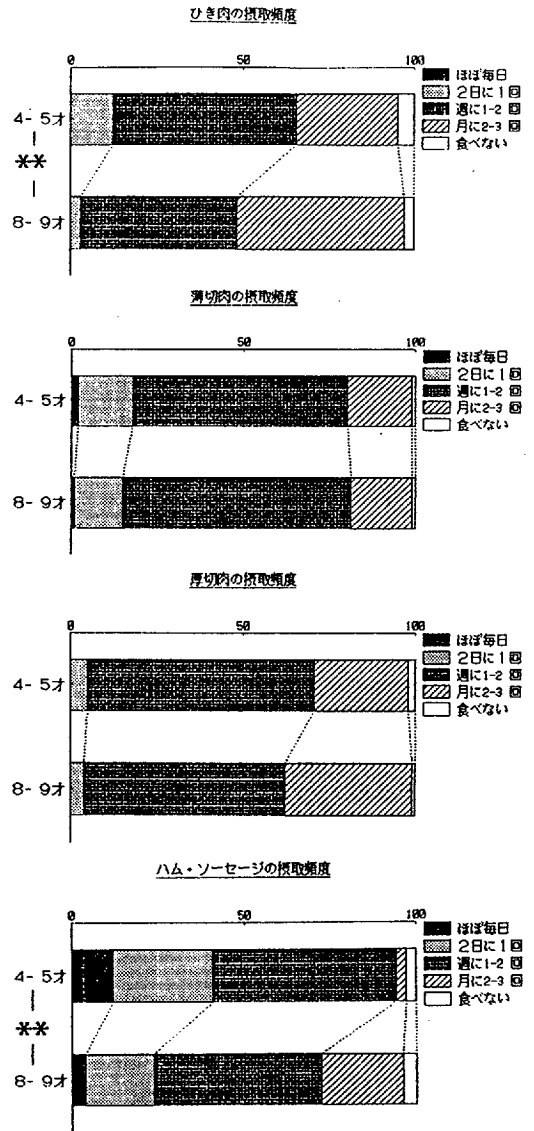 ひき肉の摂取頻度
0 50 100
ほぼ毎日
2日に1回
週に1-2回
月に2-3回
食べない
4- 5才
**
8- 9才
薄切肉の摂取頻度
0 50 100
ほぼ毎日
2日に1回
週に1-2回
月に2-3回
食べない
4- 5才
8- 9才
厚切肉の摂取頻度
0 50 100
ほぼ毎日
2日に1回
週に1-2回
月に2-3回
食べない
4- 5才
8- 9才
ハム・ソーセージの摂取頻度
0 50 100
ほぼ毎日
2日に1回
週に1-2回
月に2-3回
食べない
4- 5才
**
8- 9才